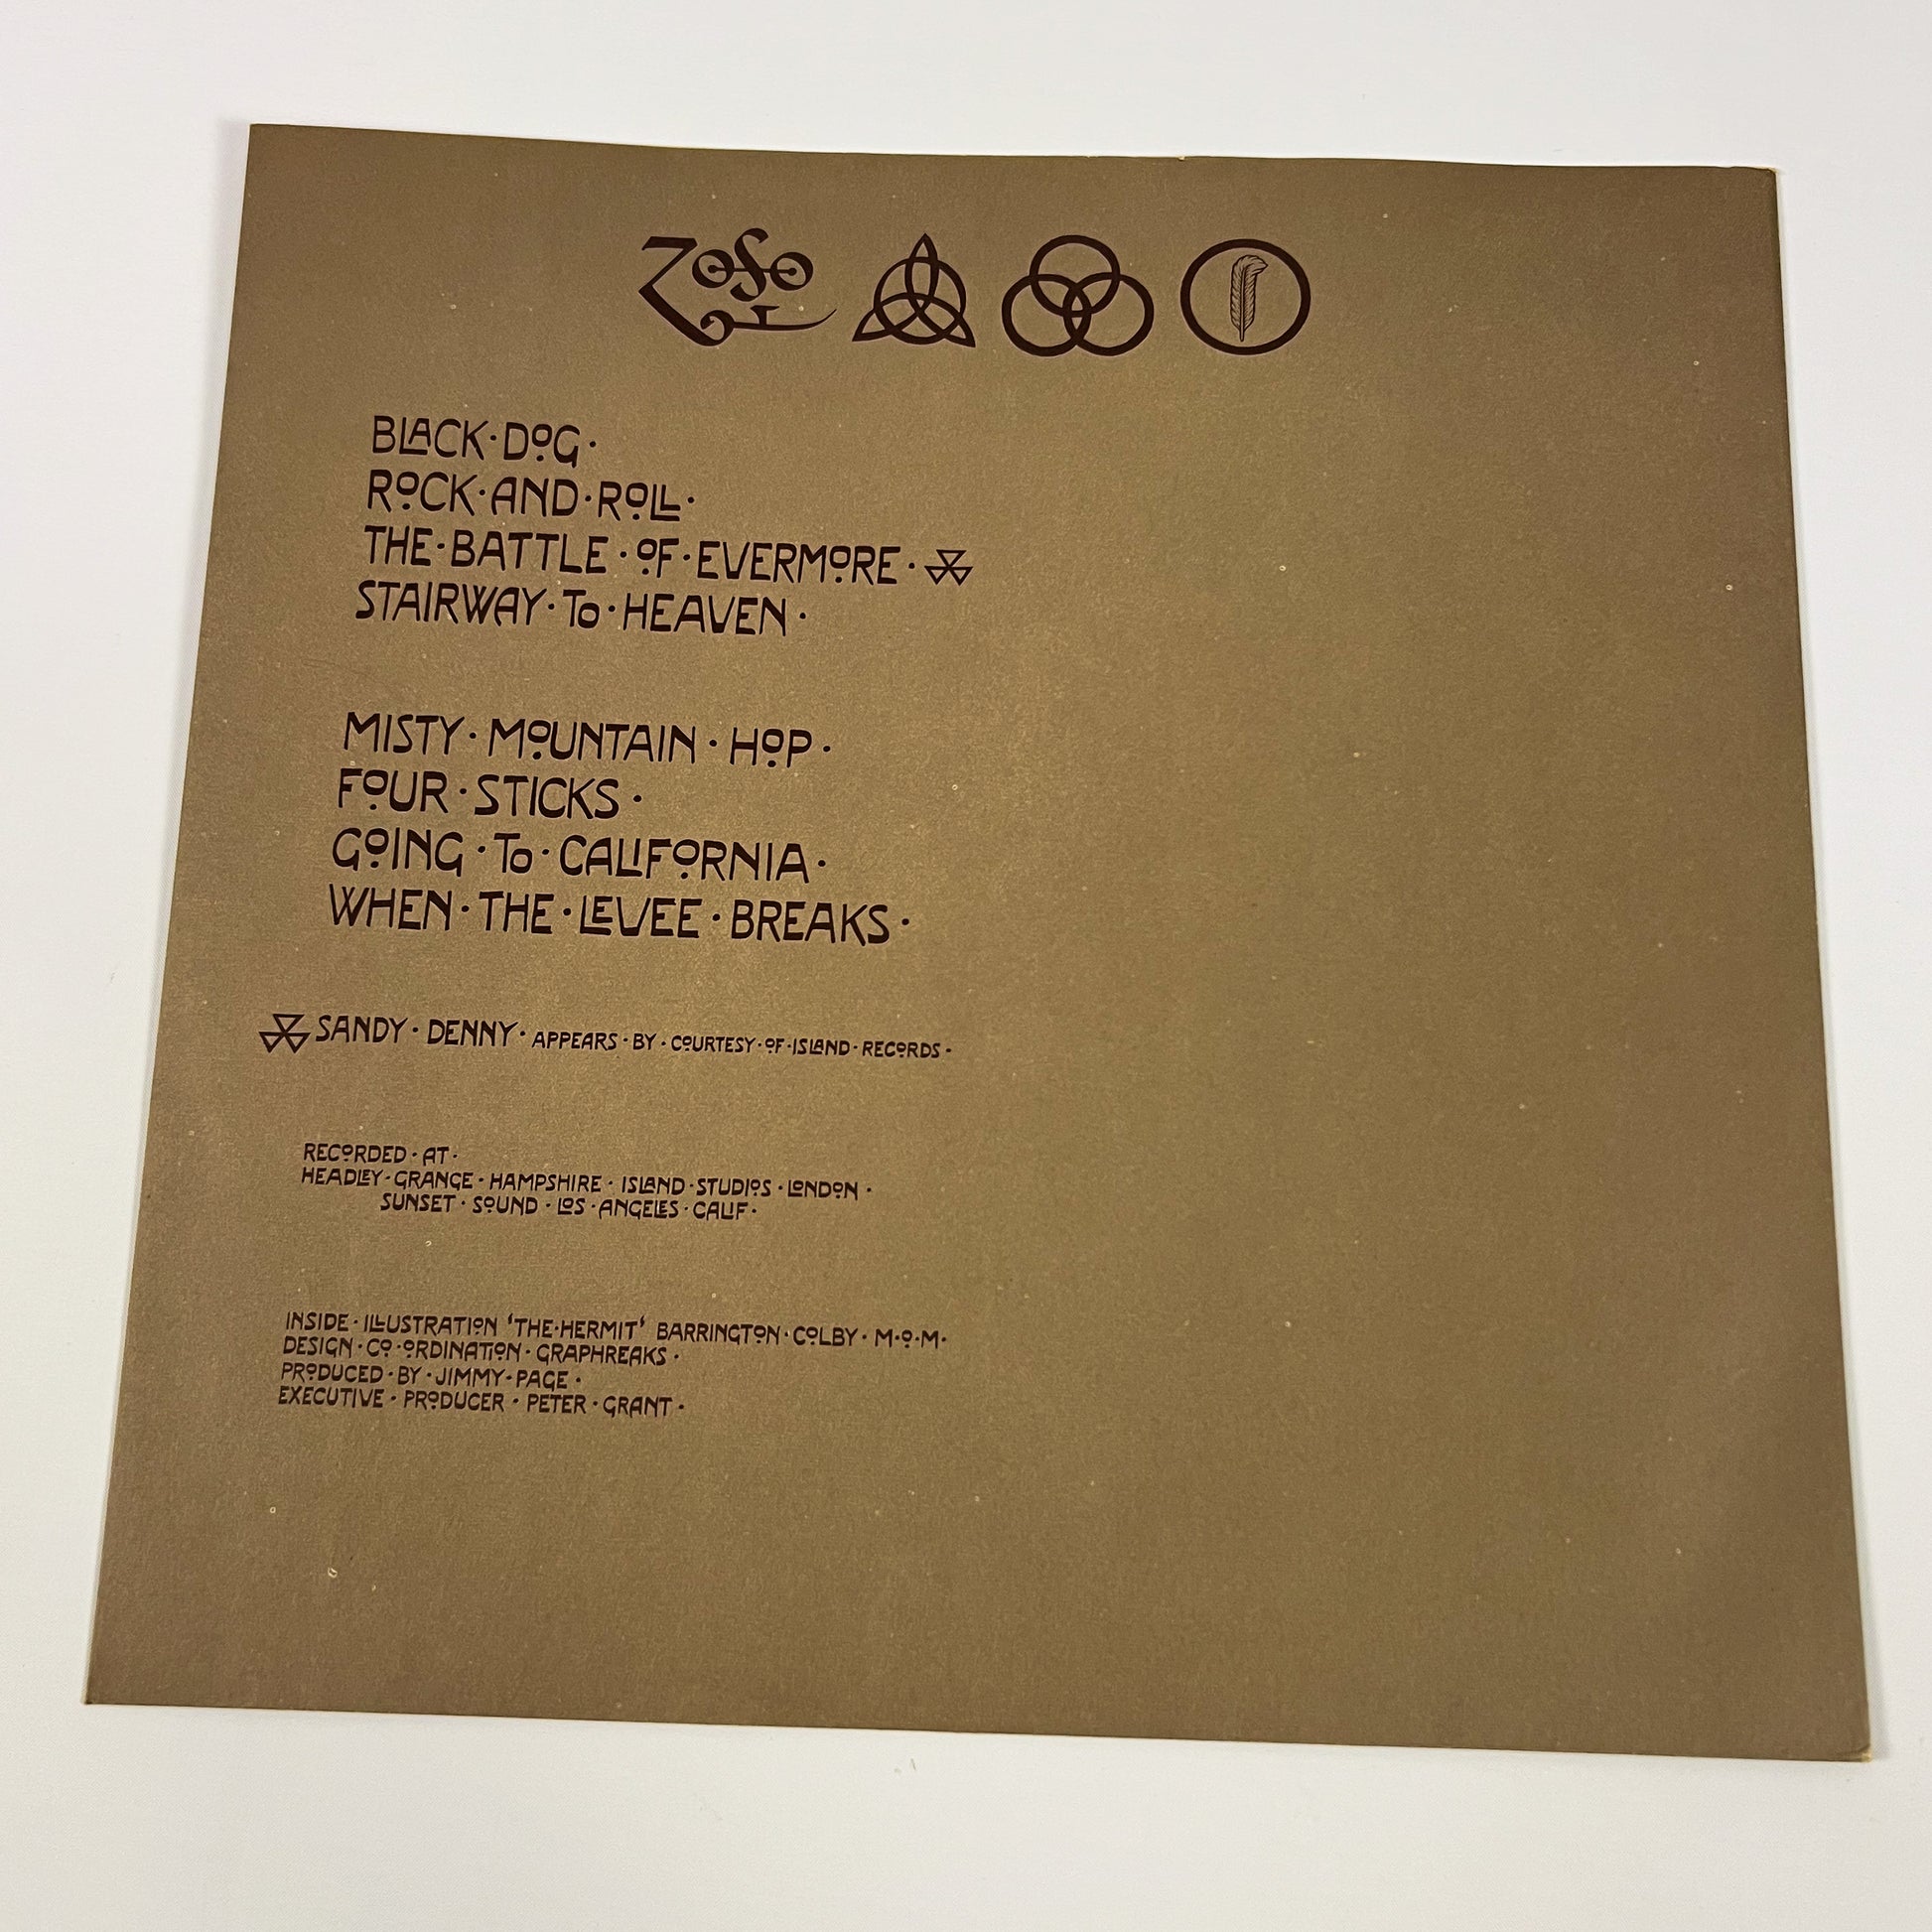 ZOSO
BLACK·DOG·
ROCK·AND·ROLL·
THE·BATTLE·OF·EVERMORE·
STAIRWAY·TO·HEAVEN·
MISTY·MOUNTAIN·HOP·
FOUR·STICKS·
GOING·TO·CALIFORNIA·
WHEN·THE·LEVEE·BREAKS·
SANDY·DENNY·APPEARS·BY·COURTESY·OF·ISLAND·RECORDS·
RECORDED·AT·
HEADLEY·GRANGE·HAMPSHIRE·ISLAND·STUDIOS·LONDON·
SUNSET·SOUND·LOS·ANGELES·CALIF·
INSIDE·ILLUSTRATION 'THE·HERMIT' BARRINGTON·COLBY·M·O·M·
DESIGN·CO·ORDINATION·GRAPHREAKS·
PRODUCED·BY·JIMMY·PAGE·
EXECUTIVE·PRODUCER·PETER·GRANT·